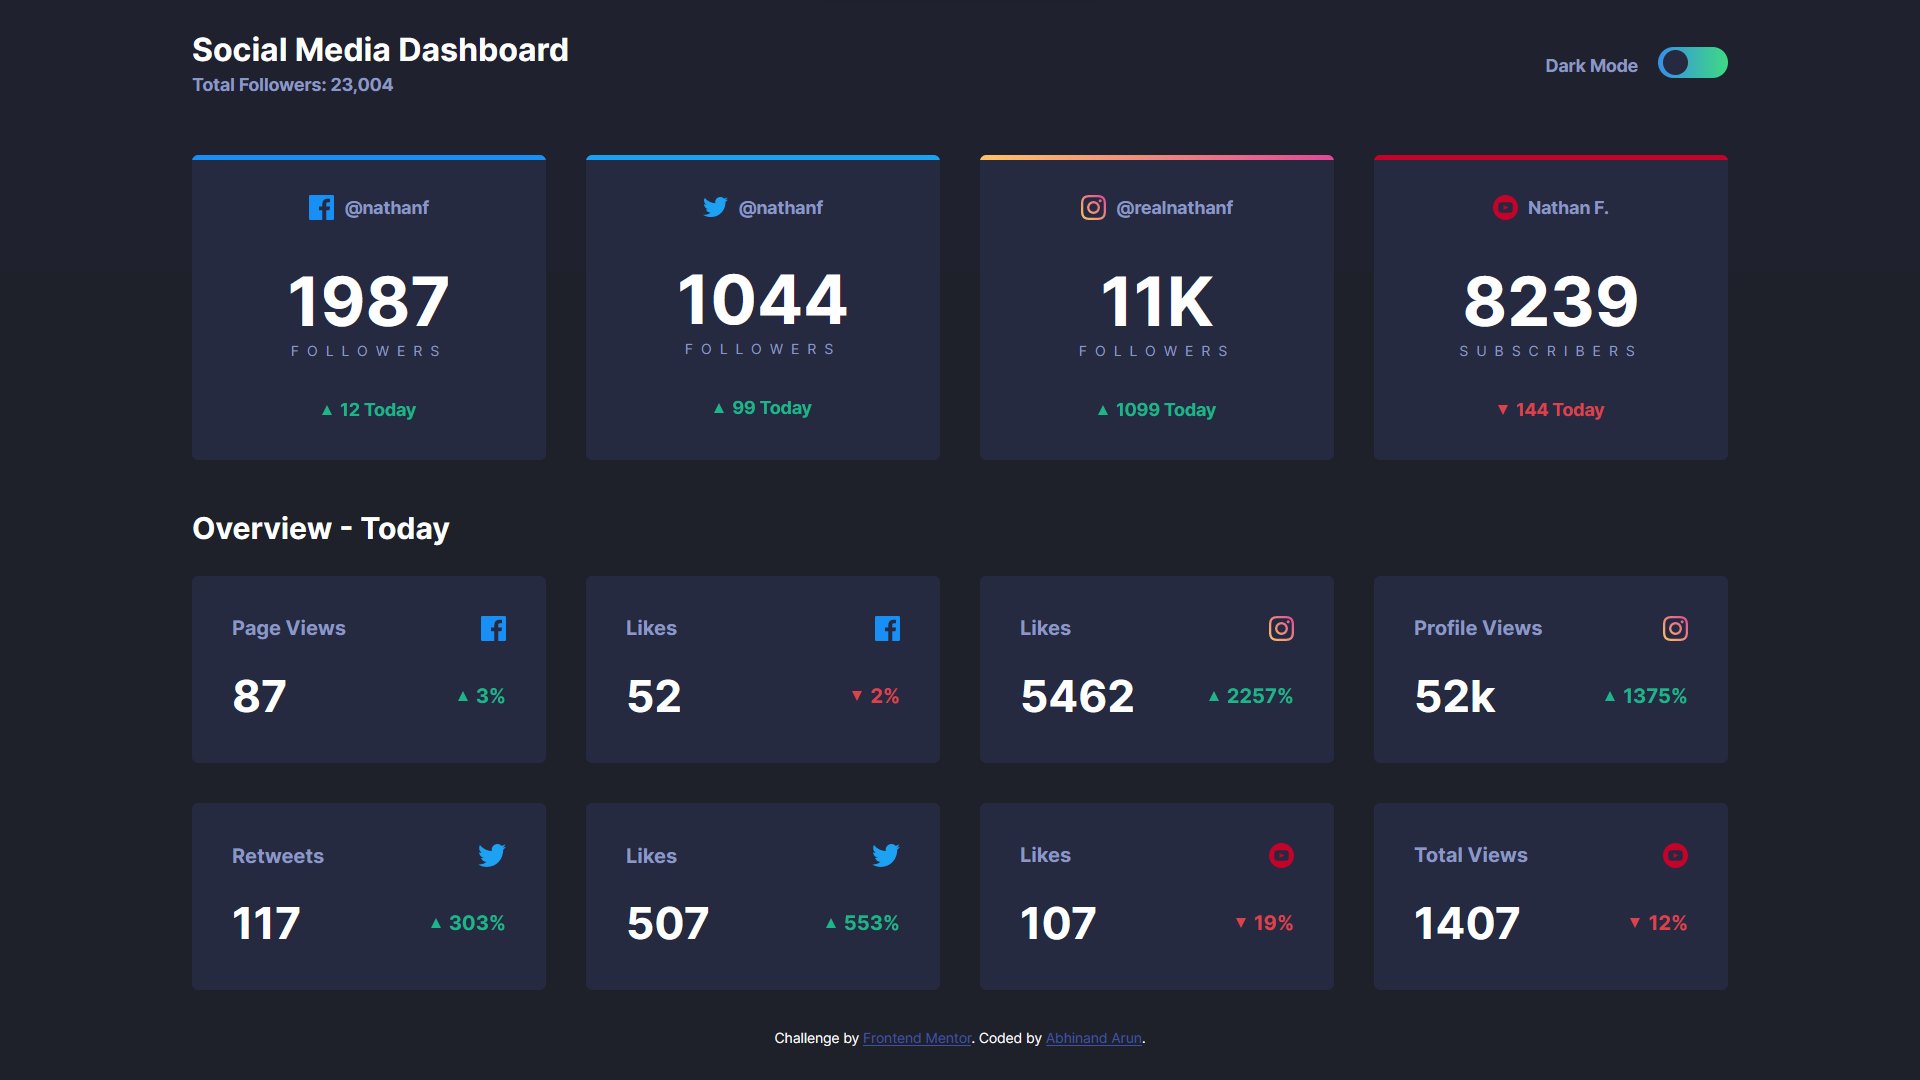 Social Media Dashboard
Total Followers: 23,004
Dark Mode
@nathanf
1987
FOLLOWERS
▲ 12 Today
@nathanf
1044
FOLLOWERS
▲ 99 Today
@realnathanf
11K
FOLLOWERS
▲ 1099 Today
Nathan F.
8239
SUBSCRIBERS
▼ 144 Today
Overview - Today
Page Views
87
▲ 3%
Likes
52
▼ 2%
Likes
5462
▲ 2257%
Profile Views
52k
▲ 1375%
Retweets
117
▲ 303%
Likes
507
▲ 553%
Likes
107
▼ 19%
Total Views
1407
▼ 12%
Challenge by Frontend Mentor. Coded by Abhinand Arun.